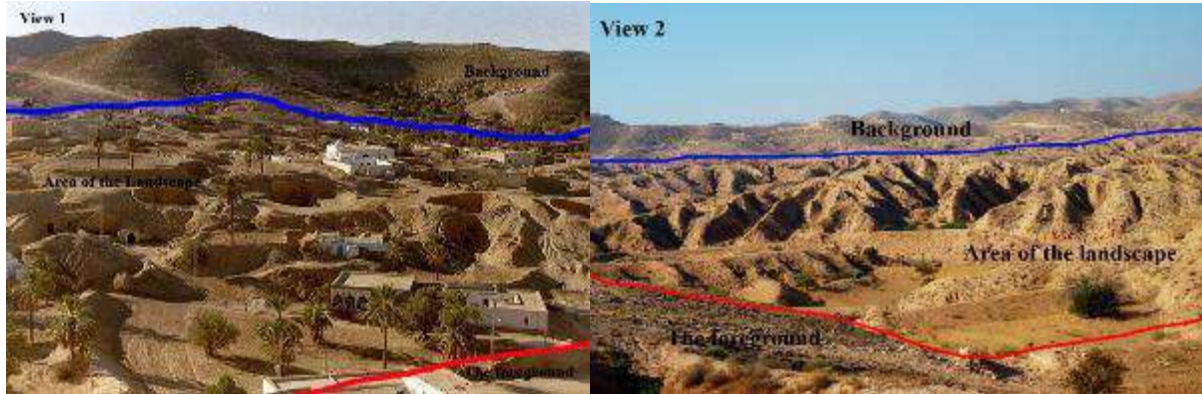 View 1
Background
Area of the Landscape
The foreground
View 2
Background
Area of the landscape
The foreground